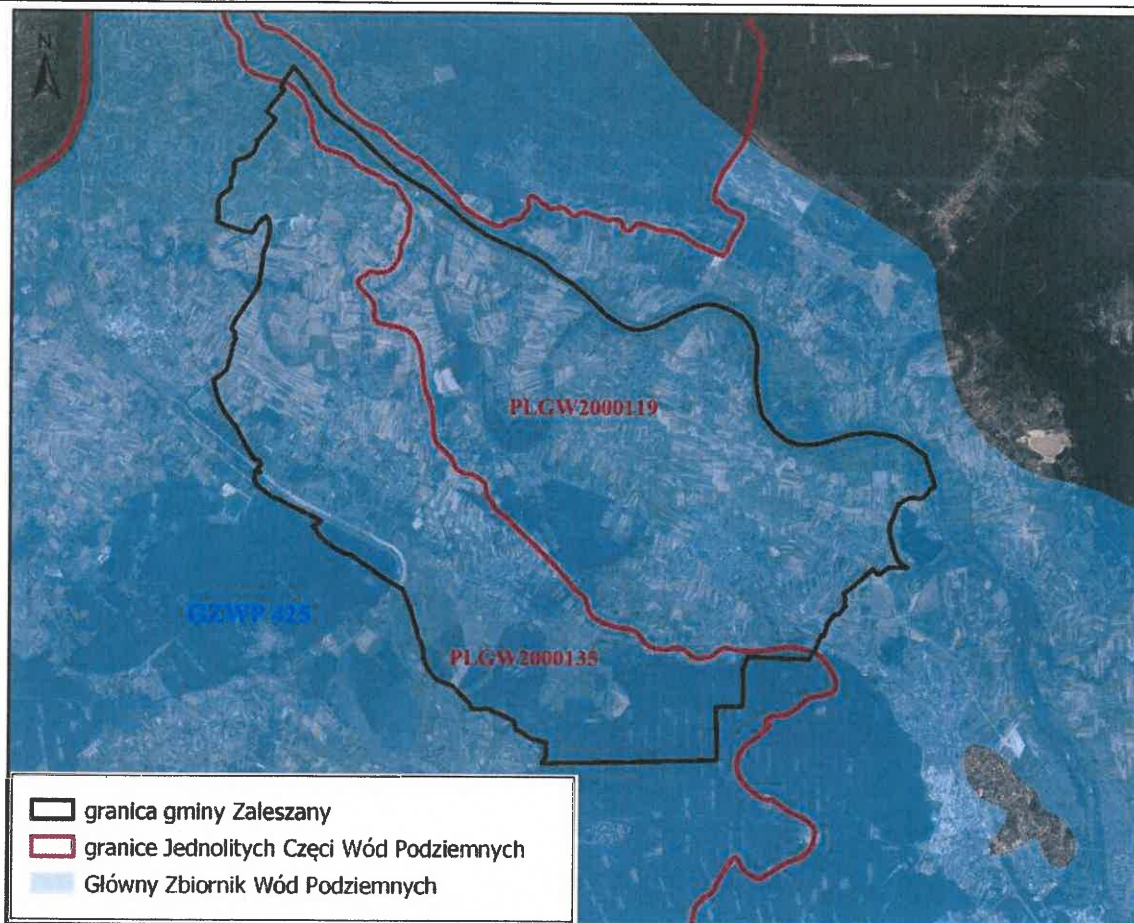 N
PLGW2000119
GZWP 425
PLGW2000135
granica gminy Zaleszany
granice Jednolitych Częci Wód Podziemnych
Główny Zbiornik Wód Podziemnych